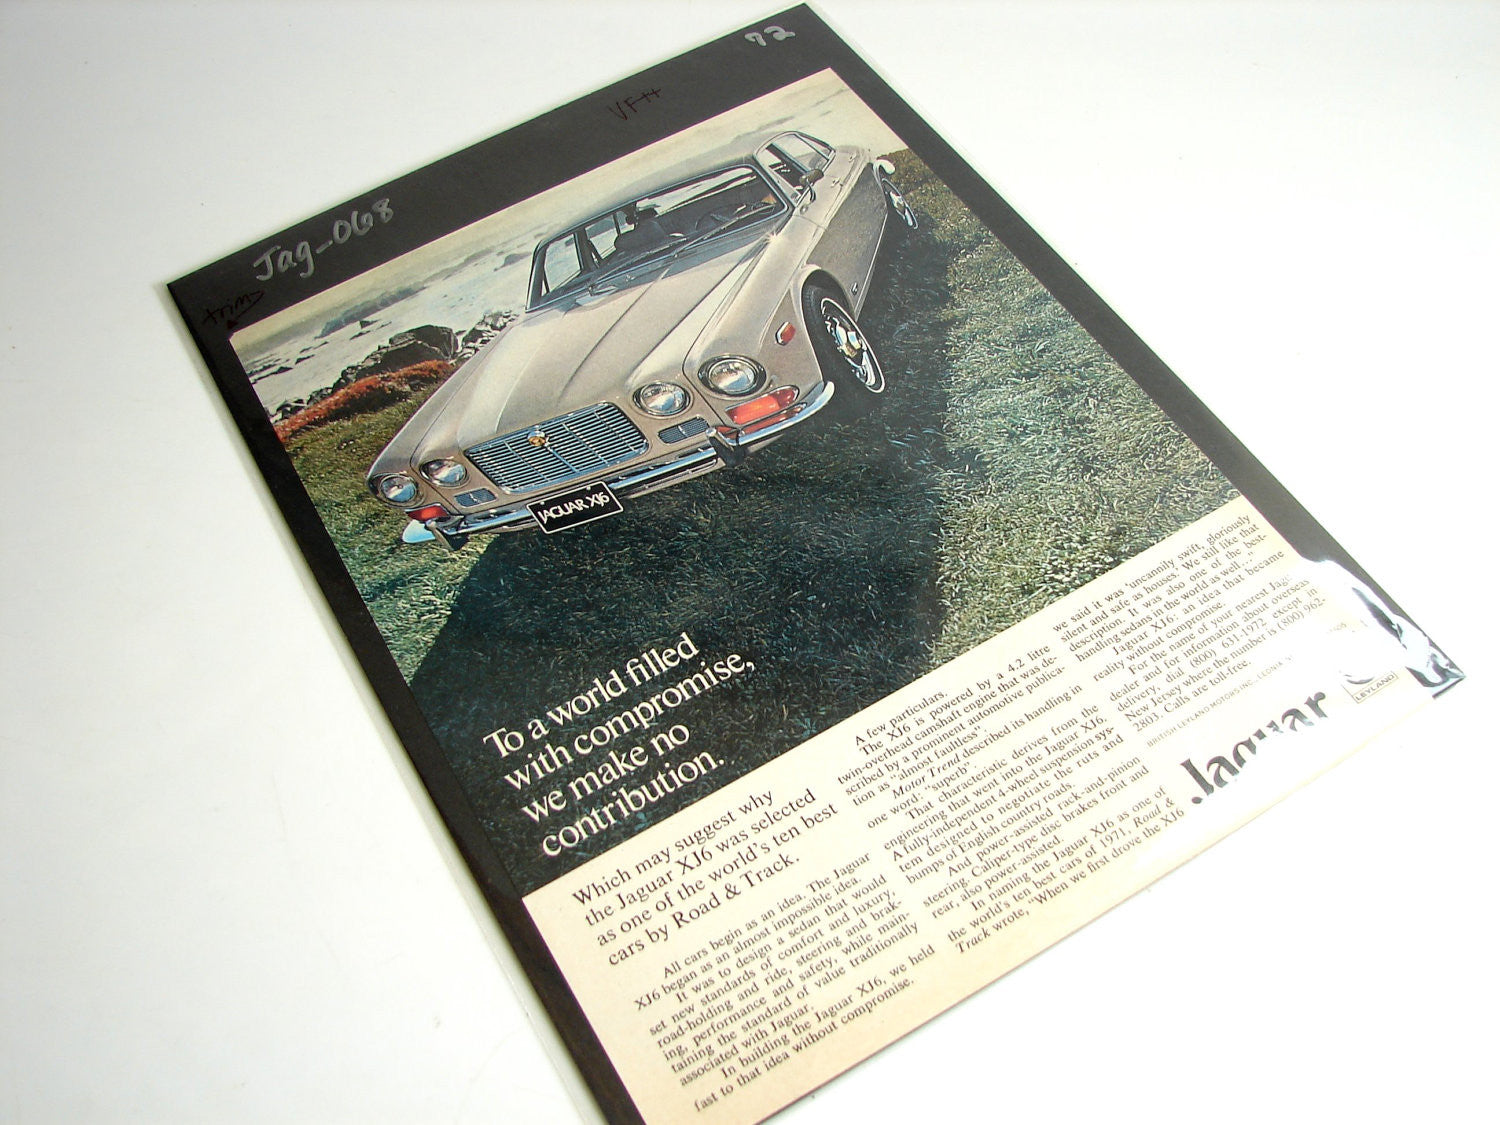 72
VF++
Jag-068
trim
JAGUAR XJ6
To a world filled
with compromise,
we make no
contribution.
Which may suggest why
the Jaguar XJ6 was selected
as one of the world's ten best
cars by Road & Track.
All cars begin as an idea. The Jaguar
XJ6 began as an almost impossible idea.
It was to design a sedan that would
set new standards of comfort and luxury,
road-holding and ride, steering and brak-
ing, performance and safety, while main-
taining the standard of value traditionally
associated with Jaguar.
In building the Jaguar XJ6, we held
fast to that idea without compromise.
A few particulars.
The XJ6 is powered by a 4.2 litre
twin-overhead camshaft engine that was de-
scribed by a prominent automotive publica-
tion as "almost faultless".
Motor Trend described its handling in
one word: "superb".
That characteristic derives from the
engineering that went into the Jaguar XJ6.
A fully-independent 4-wheel suspension sys-
tem designed to negotiate the ruts and
bumps of English country roads.
And power-assisted rack-and-pinion
steering. Caliper-type disc brakes front and
rear, also power-assisted.
In naming the Jaguar XJ6 as one of
the world's ten best cars of 1971, Road &
Track wrote, "When we first drove the XJ6
we said it was 'uncannily swift, gloriously
silent and safe as houses.' We still like that
description. It was also one of the best-
handling sedans in the world as well..."
Jaguar XJ6: an idea that became
reality without compromise.
For the name of your nearest Jag
dealer and for information about overseas
delivery, dial (800) 631-1972 except in
New Jersey where the number is (800) 962-
2803. Calls are toll-free.
BRITISH LEYLAND MOTORS INC., LEONIA
Jaguar
LEYLAND